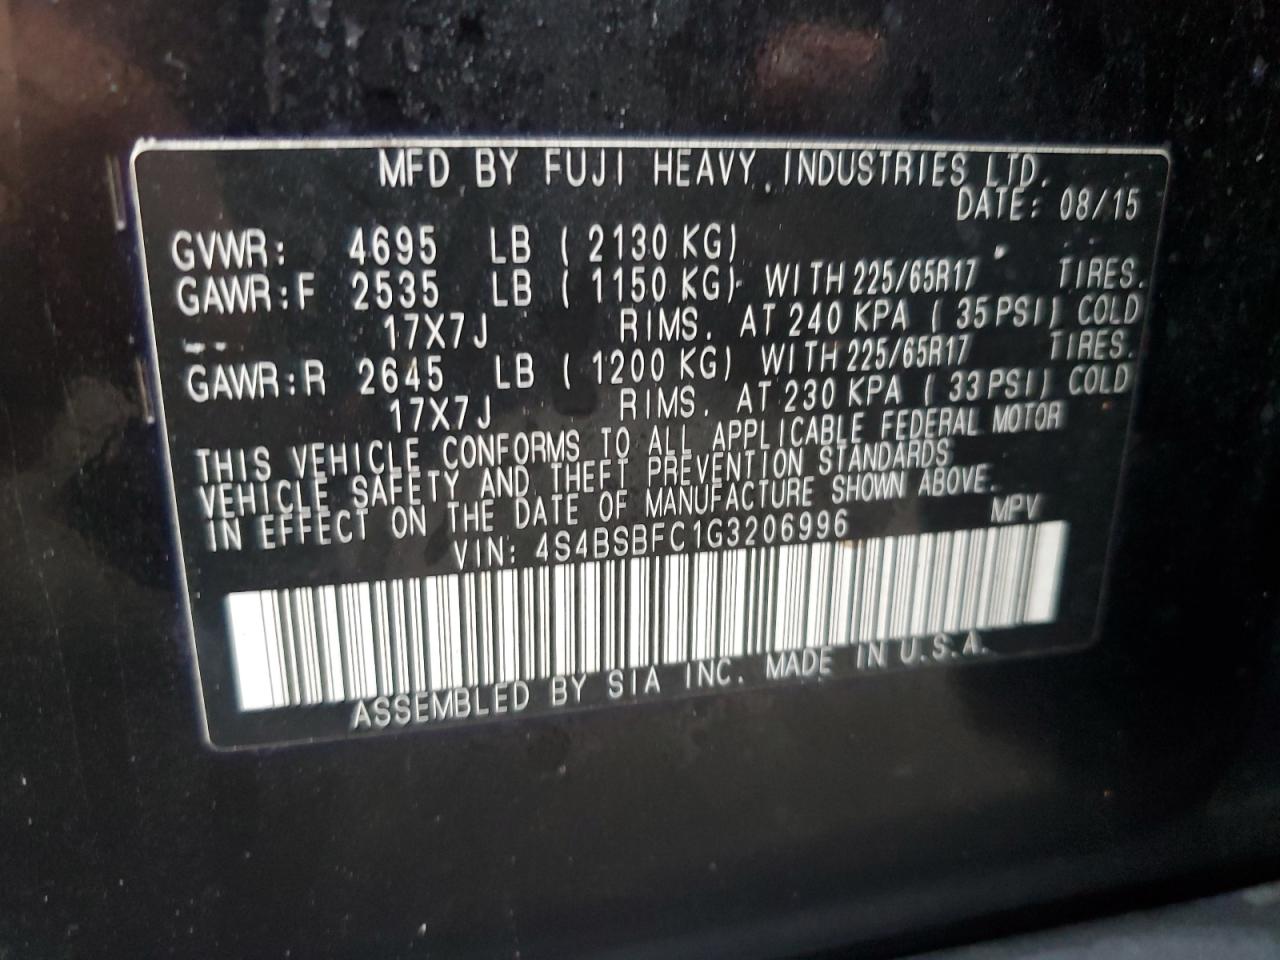 MFD BY FUJI HEAVY INDUSTRIES LTD.
DATE: 08/15
GVWR: 4695 LB ( 2130 KG)
GAWR:F 2535 LB ( 1150 KG) WITH 225/65R17 TIRES.
17X7J RIMS. AT 240 KPA ( 35 PSI) COLD
GAWR:R 2645 LB ( 1200 KG) WITH 225/65R17 TIRES.
17X7J RIMS. AT 230 KPA ( 33 PSI) COLD
THIS VEHICLE CONFORMS TO ALL APPLICABLE FEDERAL MOTOR
VEHICLE SAFETY AND THEFT PREVENTION STANDARDS
IN EFFECT ON THE DATE OF MANUFACTURE SHOWN ABOVE.
VIN: 4S4BSBFC1G3206996 MPV
ASSEMBLED BY SIA INC. MADE IN U.S.A.